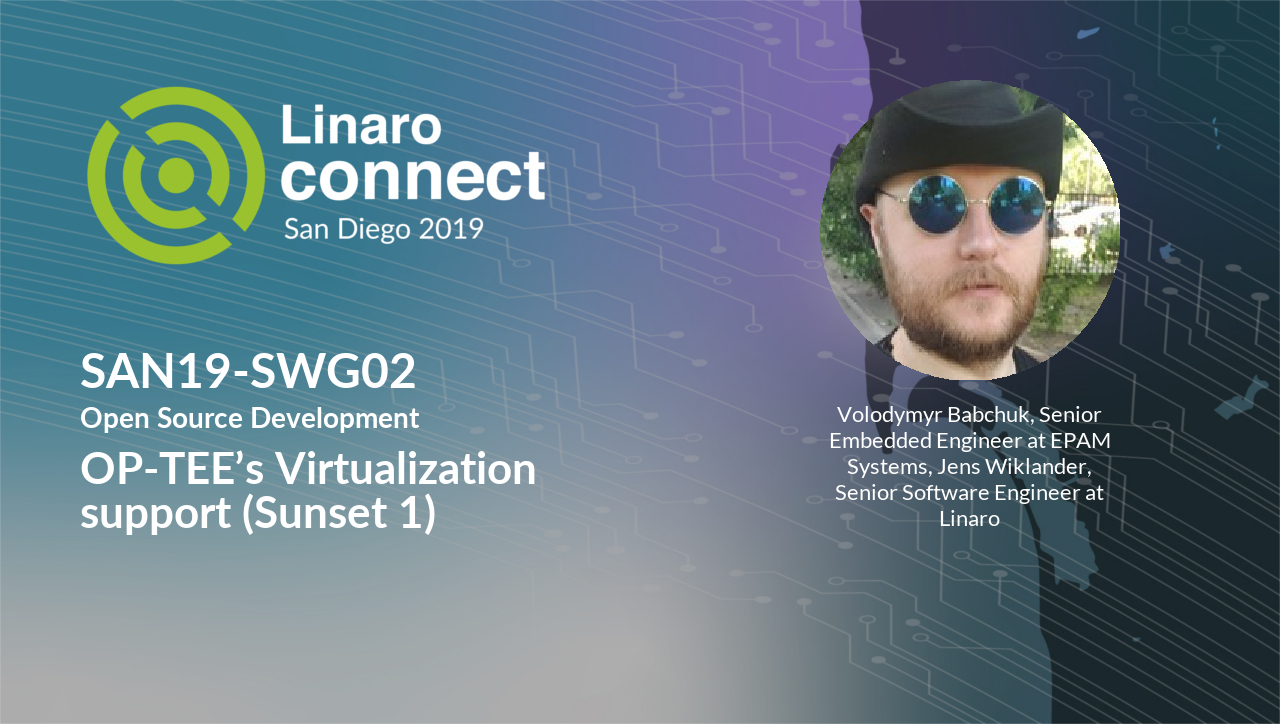 Linaro
connect
San Diego 2019
SAN19-SWG02
Open Source Development
OP-TEE’s Virtualization
support (Sunset 1)
Volodymyr Babchuk, Senior
Embedded Engineer at EPAM
Systems, Jens Wiklander,
Senior Software Engineer at
Linaro